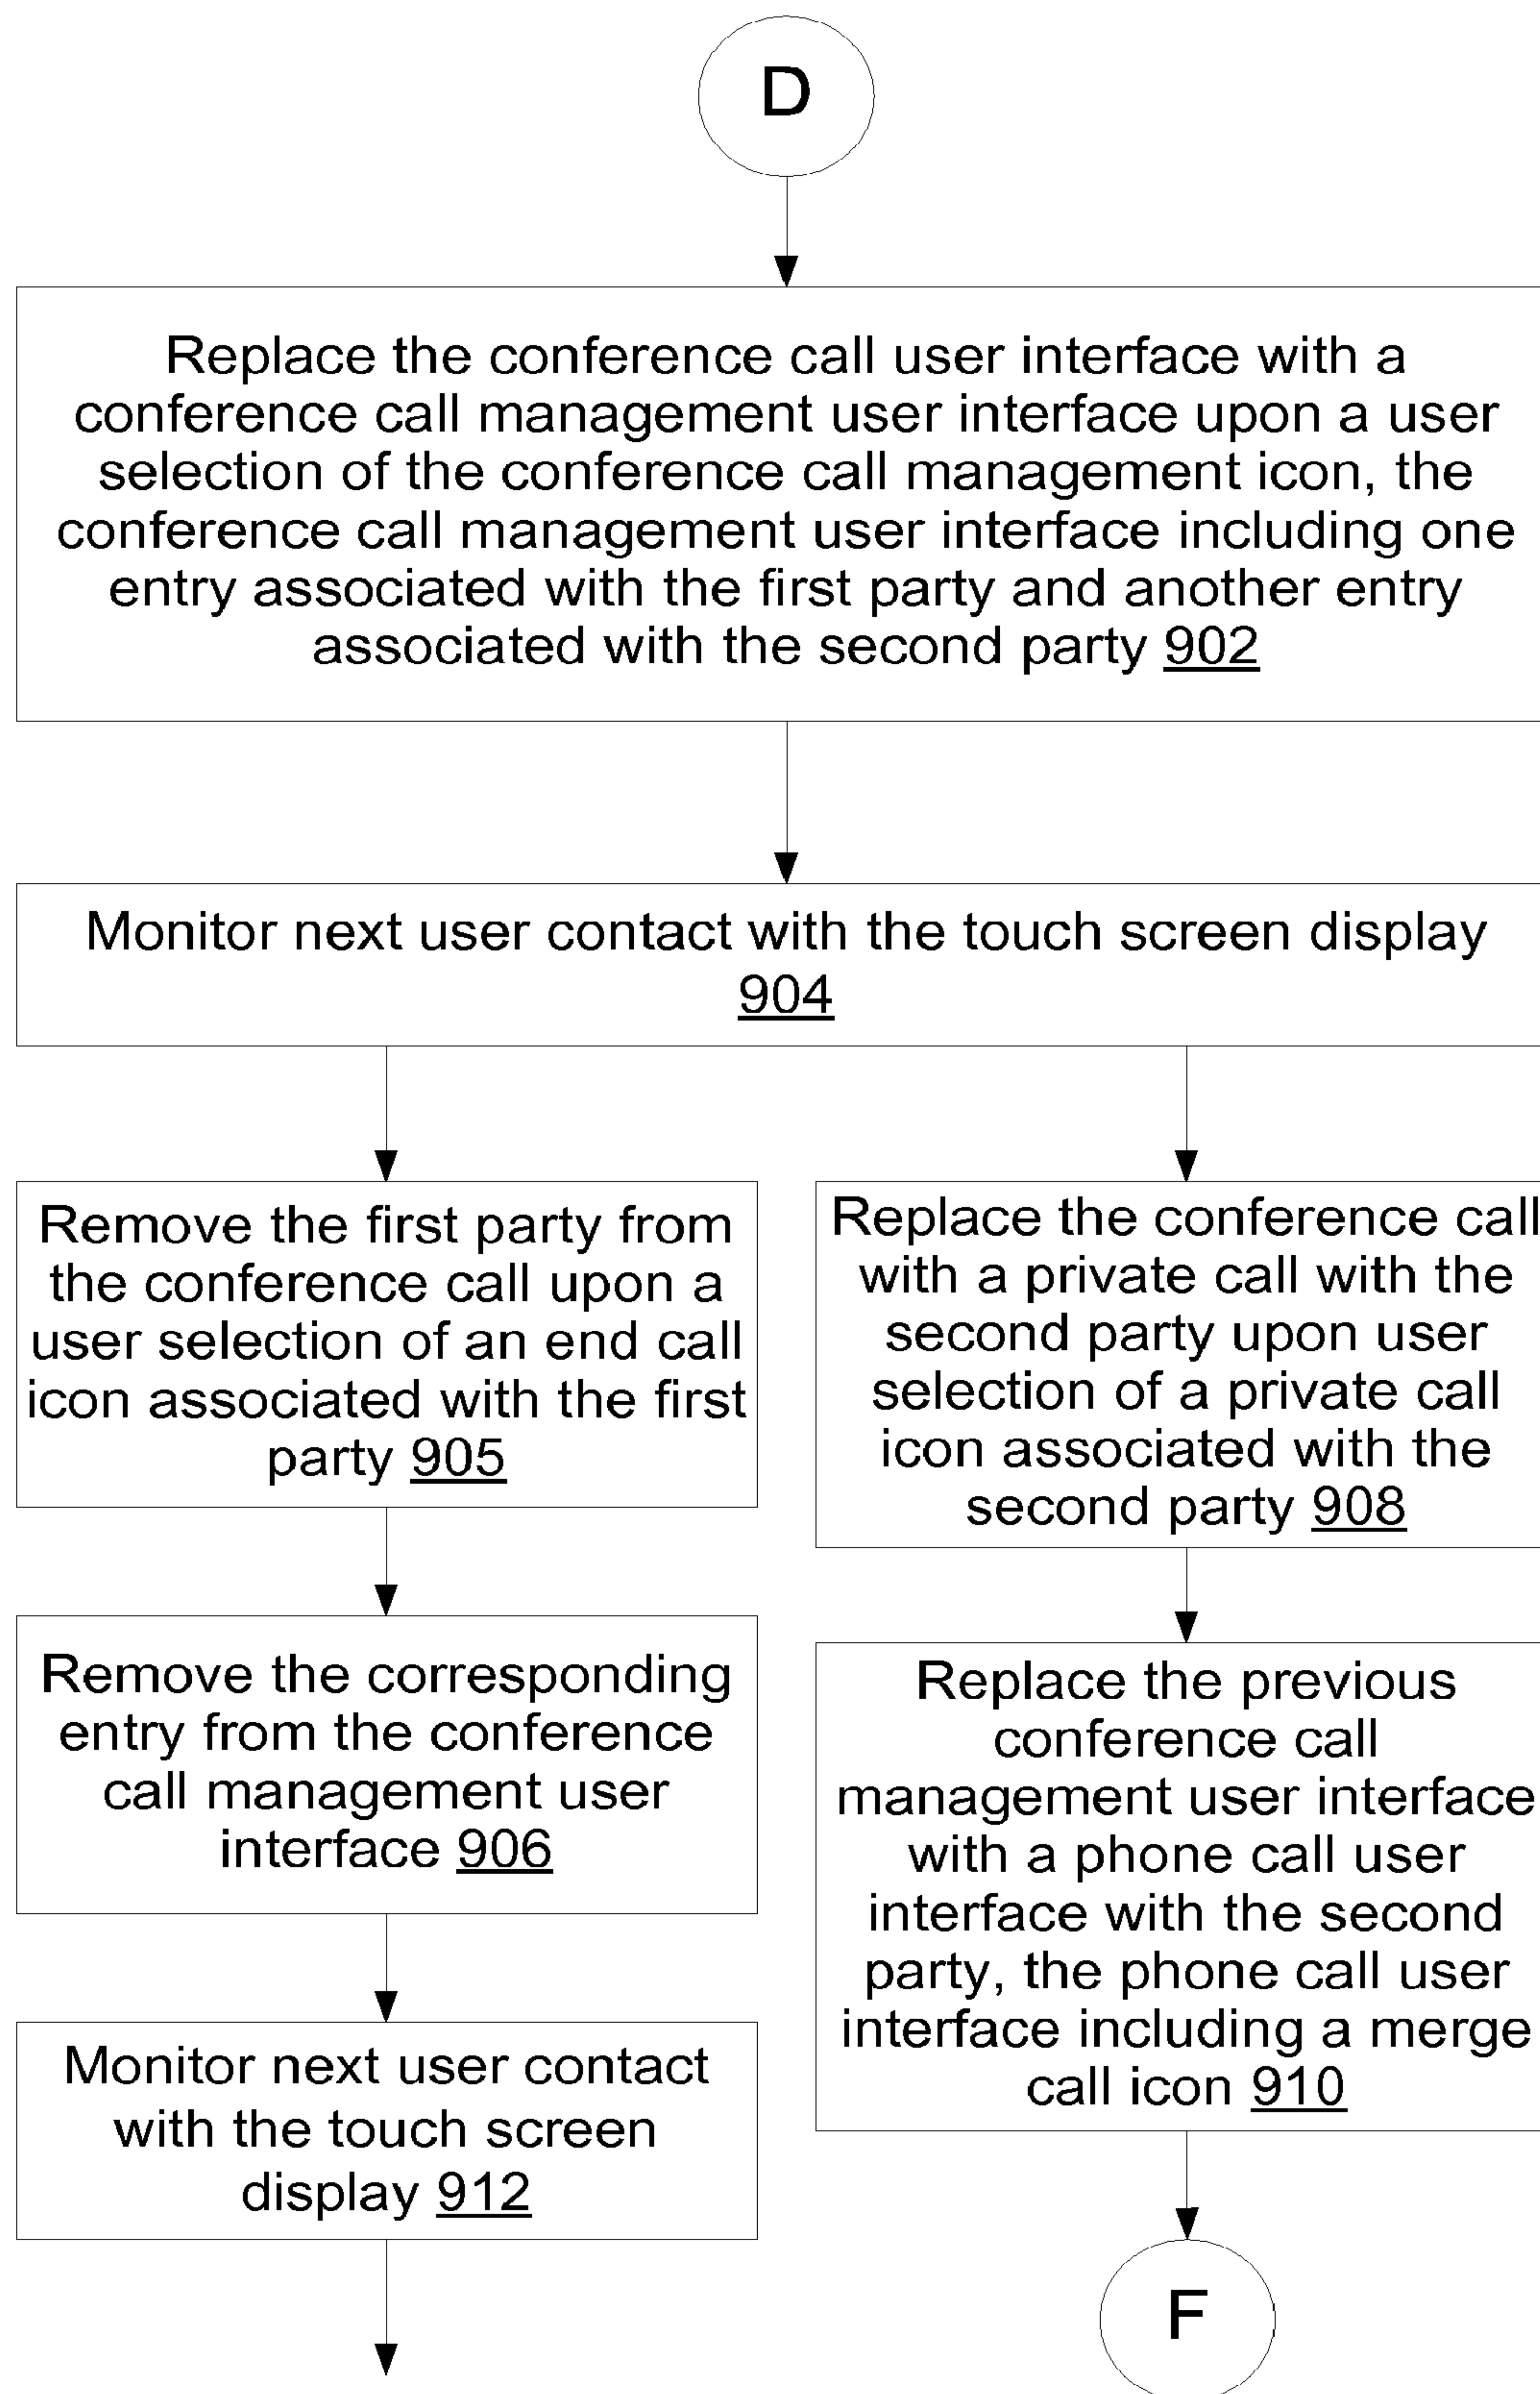 D
Replace the conference call user interface with a
conference call management user interface upon a user
selection of the conference call management icon, the
conference call management user interface including one
entry associated with the first party and another entry
associated with the second party 902
Monitor next user contact with the touch screen display
904
Remove the first party from
the conference call upon a
user selection of an end call
icon associated with the first
party 905
Remove the corresponding
entry from the conference
call management user
interface 906
Monitor next user contact
with the touch screen
display 912
Replace the conference call
with a private call with the
second party upon user
selection of a private call
icon associated with the
second party 908
Replace the previous
conference call
management user interface
with a phone call user
interface with the second
party, the phone call user
interface including a merge
call icon 910
F